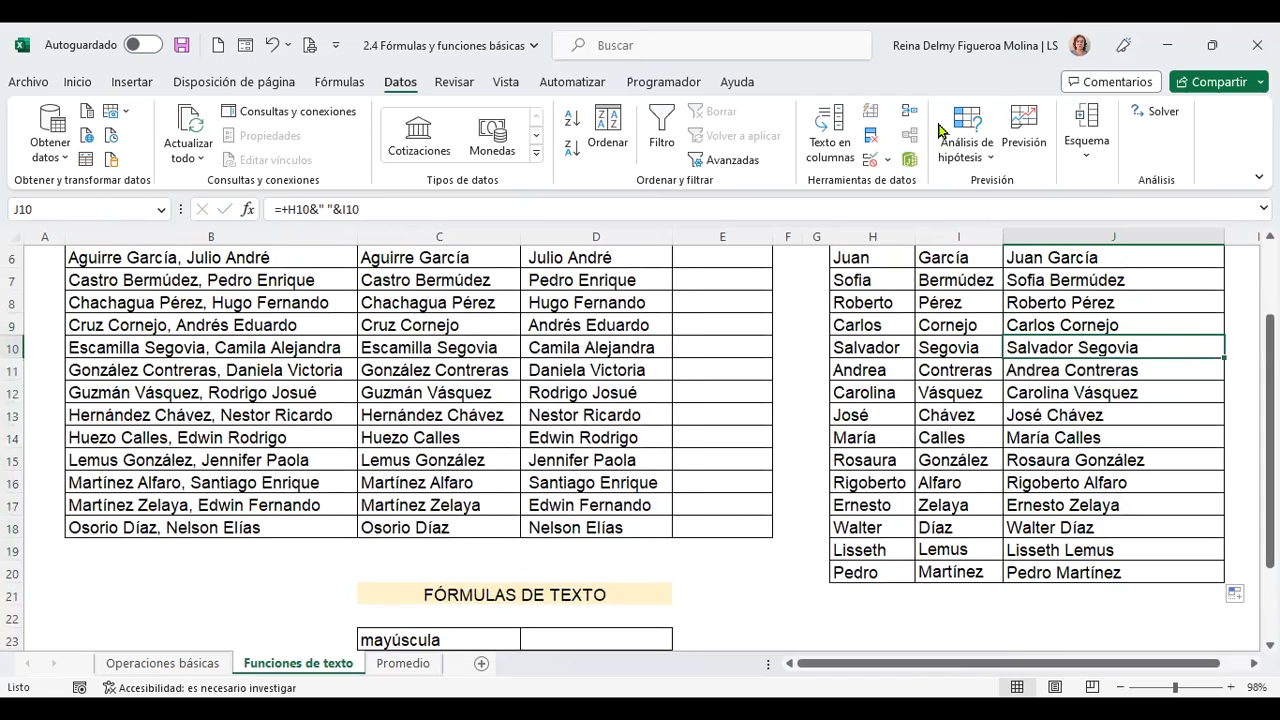 Autoguardado
2.4 Fórmulas y funciones básicas
Buscar
Reina Delmy Figueroa Molina | LS
Archivo Inicio Insertar Disposición de página Fórmulas Datos Revisar Vista Automatizar Programador Ayuda
Comentarios Compartir
Obtener datos
Actualizar todo
Consultas y conexiones
Propiedades
Editar vínculos
Cotizaciones
Monedas
Ordenar
Filtro
Borrar
Volver a aplicar
Avanzadas
Texto en columnas
Análisis de hipótesis
Previsión
Esquema
Solver
Obtener y transformar datos Consultas y conexiones Tipos de datos Ordenar y filtrar Herramientas de datos Previsión Análisis
J10 fx =+H10&" "&I10
A B C D E F G H I J
6 Aguirre García, Julio André Aguirre García Julio André Juan García Juan García
7 Castro Bermúdez, Pedro Enrique Castro Bermúdez Pedro Enrique Sofia Bermúdez Sofia Bermúdez
8 Chachagua Pérez, Hugo Fernando Chachagua Pérez Hugo Fernando Roberto Pérez Roberto Pérez
9 Cruz Cornejo, Andrés Eduardo Cruz Cornejo Andrés Eduardo Carlos Cornejo Carlos Cornejo
10 Escamilla Segovia, Camila Alejandra Escamilla Segovia Camila Alejandra Salvador Segovia Salvador Segovia
11 González Contreras, Daniela Victoria González Contreras Daniela Victoria Andrea Contreras Andrea Contreras
12 Guzmán Vásquez, Rodrigo Josué Guzmán Vásquez Rodrigo Josué Carolina Vásquez Carolina Vásquez
13 Hernández Chávez, Nestor Ricardo Hernández Chávez Nestor Ricardo José Chávez José Chávez
14 Huezo Calles, Edwin Rodrigo Huezo Calles Edwin Rodrigo María Calles María Calles
15 Lemus González, Jennifer Paola Lemus González Jennifer Paola Rosaura González Rosaura González
16 Martínez Alfaro, Santiago Enrique Martínez Alfaro Santiago Enrique Rigoberto Alfaro Rigoberto Alfaro
17 Martínez Zelaya, Edwin Fernando Martínez Zelaya Edwin Fernando Ernesto Zelaya Ernesto Zelaya
18 Osorio Díaz, Nelson Elías Osorio Díaz Nelson Elías Walter Díaz Walter Díaz
19 Lisseth Lemus Lisseth Lemus
20 Pedro Martínez Pedro Martínez
21 FÓRMULAS DE TEXTO
22
23 mayúscula
Operaciones básicas Funciones de texto Promedio
Listo Accesibilidad: es necesario investigar 98%